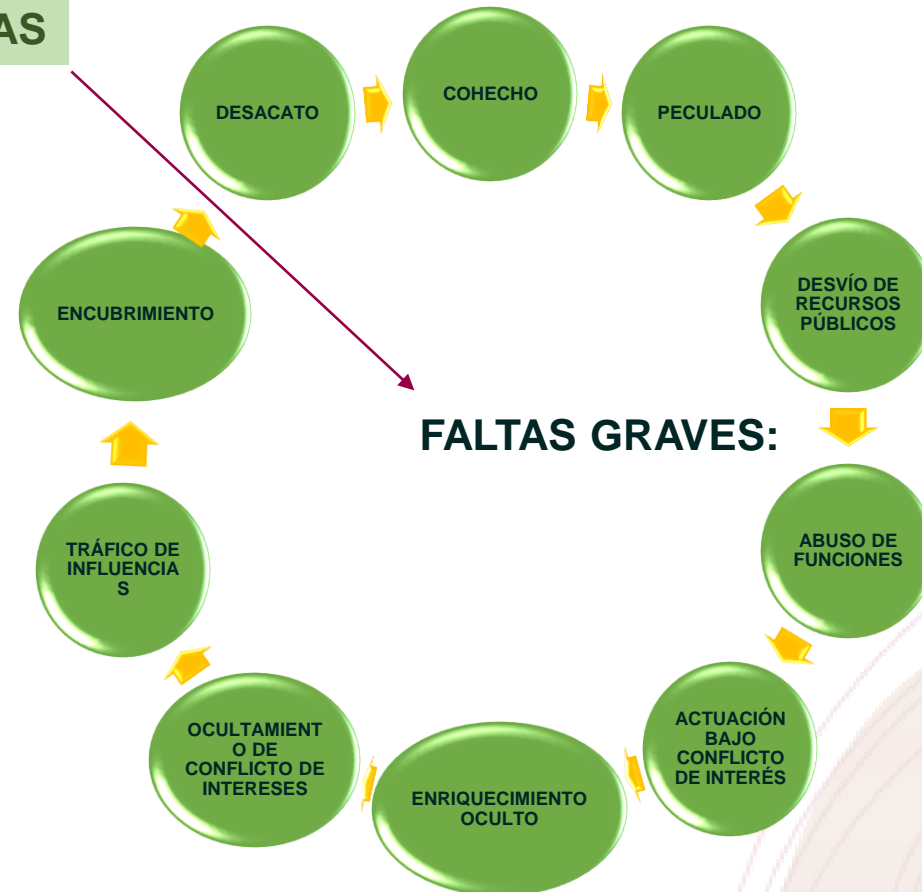 AS
DESACATO
COHECHO
PECULADO
DESVÍO DE
RECURSOS
PÚBLICOS
ABUSO DE
FUNCIONES
ACTUACIÓN
BAJO
CONFLICTO
DE INTERÉS
ENRIQUECIMIENTO
OCULTO
OCULTAMIENT
O DE
CONFLICTO DE
INTERESES
TRÁFICO DE
INFLUENCIA
S
ENCUBRIMIENTO
FALTAS GRAVES: